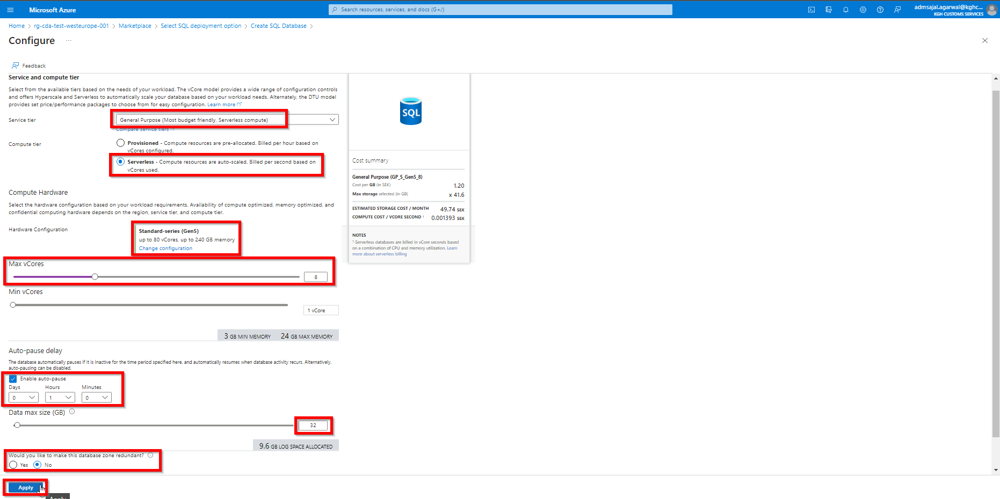 Microsoft Azure
Search resources, services, and docs (G+/)
admsajal.agarwal@kghc...
KGH CUSTOMS SERVICES
Home > rg-cda-test-westeurope-001 > Marketplace > Select SQL deployment option > Create SQL Database >
Configure ...
Feedback
Service and compute tier
Select from the available tiers based on the needs of your workload. The vCore model provides a wide range of configuration controls
and offers Hyperscale and Serverless to automatically scale your database based on your workload needs. Alternately, the DTU model
provides set price/performance packages to choose from for easy configuration. Learn more
Service tier
General Purpose (Most budget friendly, Serverless compute)
Compare service tiers
Compute tier
Provisioned - Compute resources are pre-allocated. Billed per hour based on
vCores configured.
Serverless - Compute resources are auto-scaled. Billed per second based on
vCores used.
Compute Hardware
Select the hardware configuration based on your workload requirements. Availability of compute optimized, memory optimized, and
confidential computing hardware depends on the region, service tier, and compute tier.
Hardware Configuration
Standard-series (Gen5)
up to 80 vCores, up to 240 GB memory
Change configuration
Max vCores
8
Min vCores
1 vCore
3 GB MIN MEMORY 24 GB MAX MEMORY
Auto-pause delay
The database automatically pauses if it is inactive for the time period specified here, and automatically resumes when database activity recurs. Alternatively,
auto-pausing can be disabled.
Enable auto-pause
Days Hours Minutes
0 1 0
Data max size (GB)
32
9.6 GB LOG SPACE ALLOCATED
Would you like to make this database zone redundant?
Yes No
Apply
Apply
SQL
Cost summary
General Purpose (GP_S_Gen5_8)
Cost per GB (in SEK) 1.20
Max storage selected (in GB) x 41.6
ESTIMATED STORAGE COST / MONTH 49.74 SEK
COMPUTE COST / VCORE SECOND ¹ 0.001393 SEK
NOTES
¹ Serverless databases are billed in vCore seconds based
on a combination of CPU and memory utilization. Learn
more about serverless billing